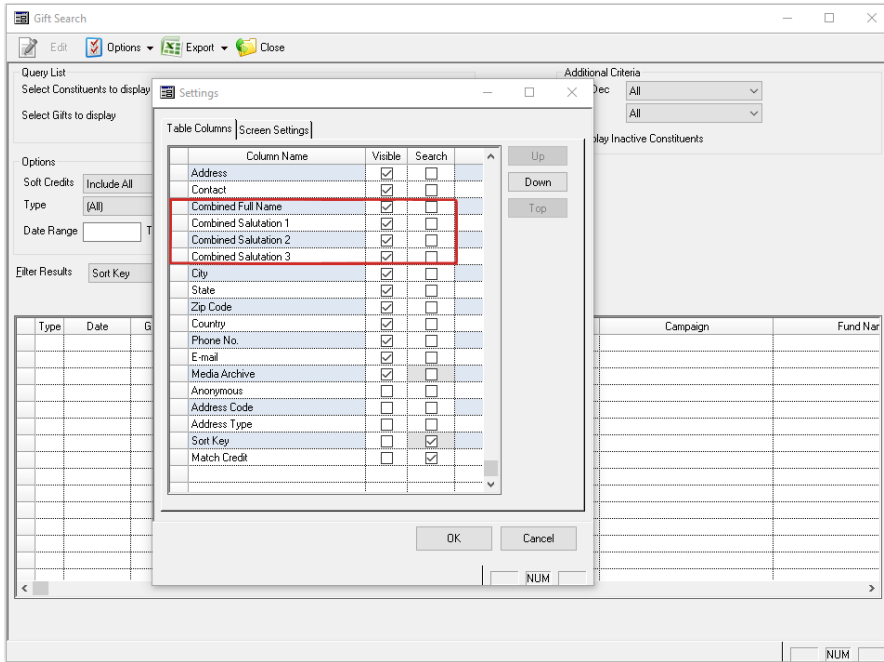 Gift Search
Edit Options Export Close
Query List
Select Constituents to display
Select Gifts to display
Additional Criteria
Dec All
All
play Inactive Constituents
Options
Soft Credits Include All
Type (All)
Date Range T
Filter Results Sort Key
Type Date G Campaign Fund Nar
Settings
Table Columns Screen Settings
Column Name Visible Search
Address
Contact
Combined Full Name
Combined Salutation 1
Combined Salutation 2
Combined Salutation 3
City
State
Zip Code
Country
Phone No.
E-mail
Media Archive
Anonymous
Address Code
Address Type
Sort Key
Match Credit
Up
Down
Top
OK Cancel
NUM
NUM